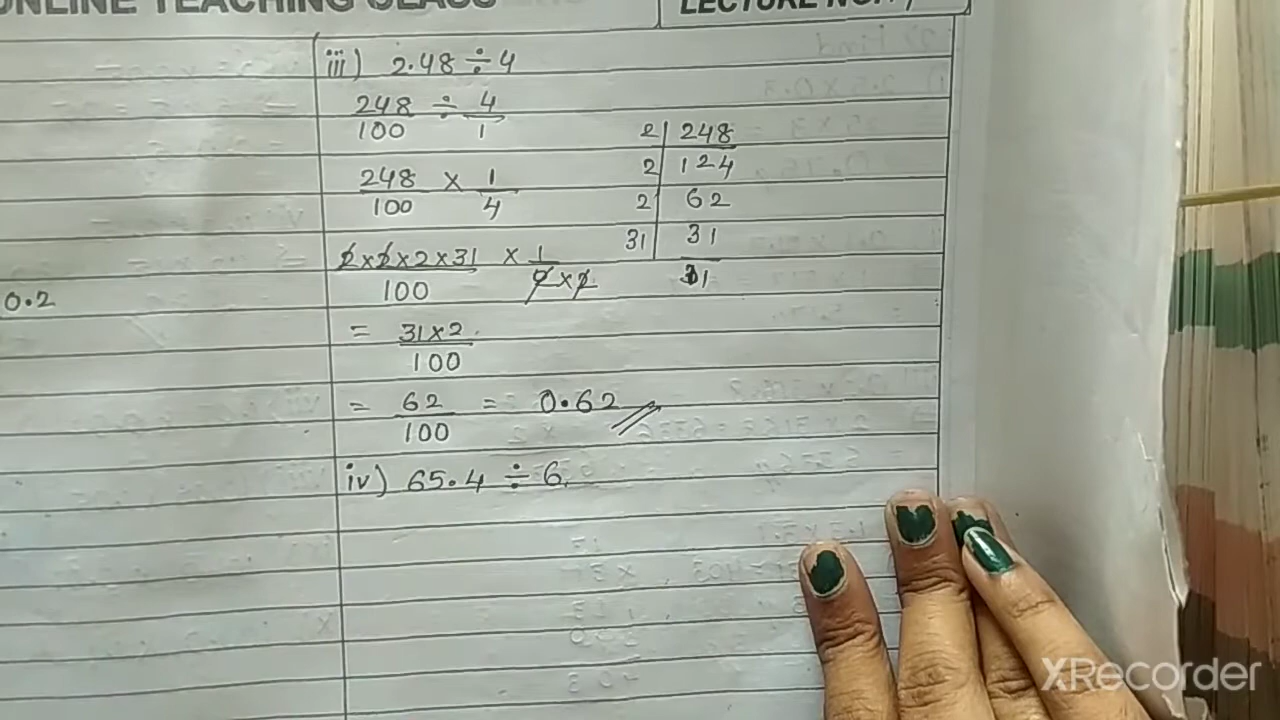 ONLINE TEACHING CLASS
LECTURE NO.
iii) 2.48 ÷ 4
248/100 ÷ 4/1
248/100 × 1/4
2×2×2×31/100 × 1/2×2
= 31×2/100
= 62/100 = 0.62
iv) 65.4 ÷ 6
2 | 248
2 | 124
2 | 62
31 | 31
31
0.2
XRecorder